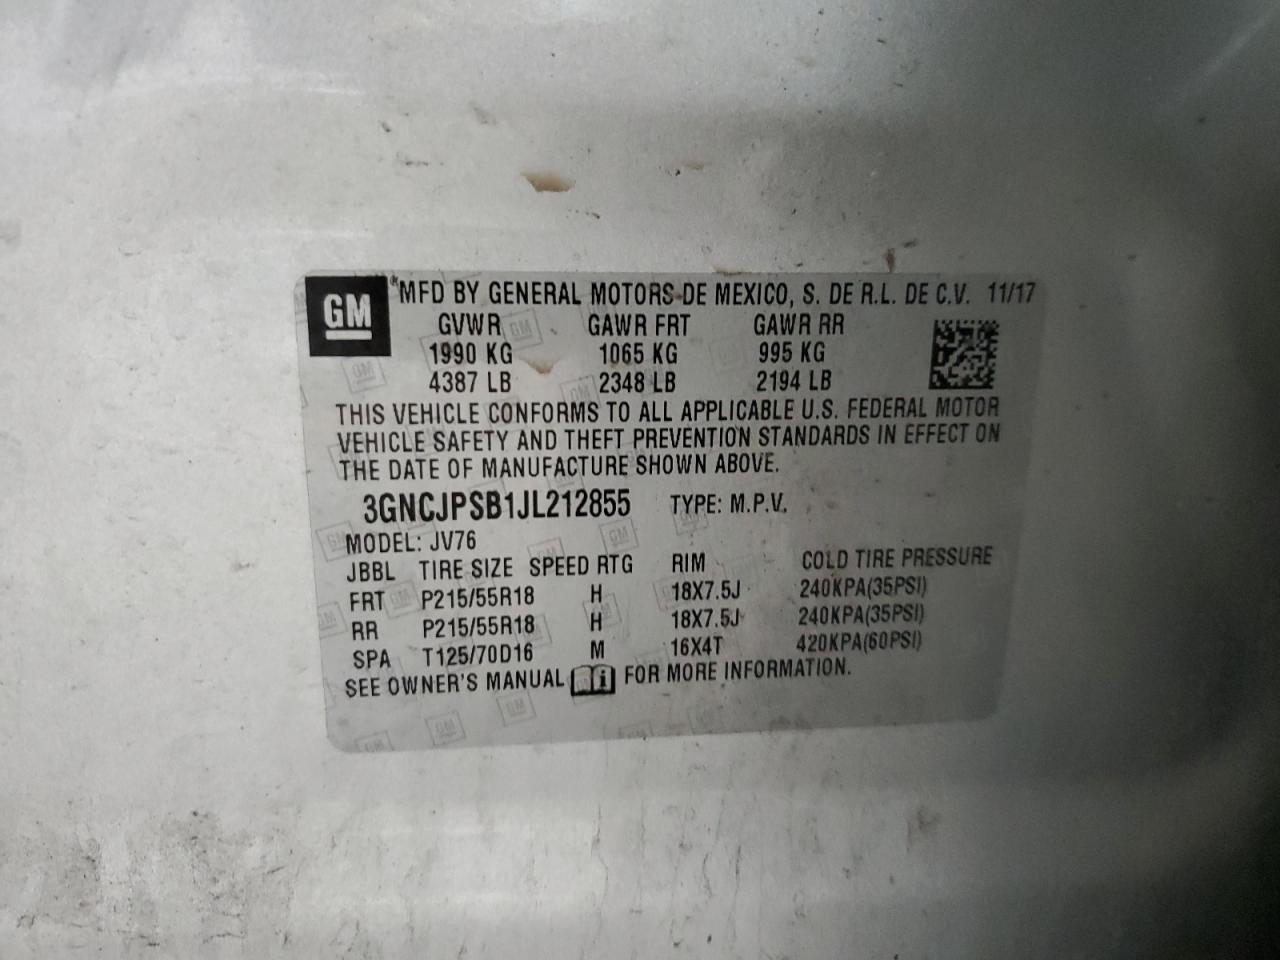 GM
*MFD BY GENERAL MOTORS DE MEXICO, S. DE R.L. DE C.V. 11/17
GVWR GAWR FRT GAWR RR
1990 KG 1065 KG 995 KG
4387 LB 2348 LB 2194 LB
THIS VEHICLE CONFORMS TO ALL APPLICABLE U.S. FEDERAL MOTOR
VEHICLE SAFETY AND THEFT PREVENTION STANDARDS IN EFFECT ON
THE DATE OF MANUFACTURE SHOWN ABOVE.
3GNCJPSB1JL212855 TYPE: M.P.V.
MODEL: JV76
JBBL TIRE SIZE SPEED RTG RIM COLD TIRE PRESSURE
FRT P215/55R18 H 18X7.5J 240KPA(35PSI)
RR P215/55R18 H 18X7.5J 240KPA(35PSI)
SPA T125/70D16 M 16X4T 420KPA(60PSI)
SEE OWNER'S MANUAL i FOR MORE INFORMATION.